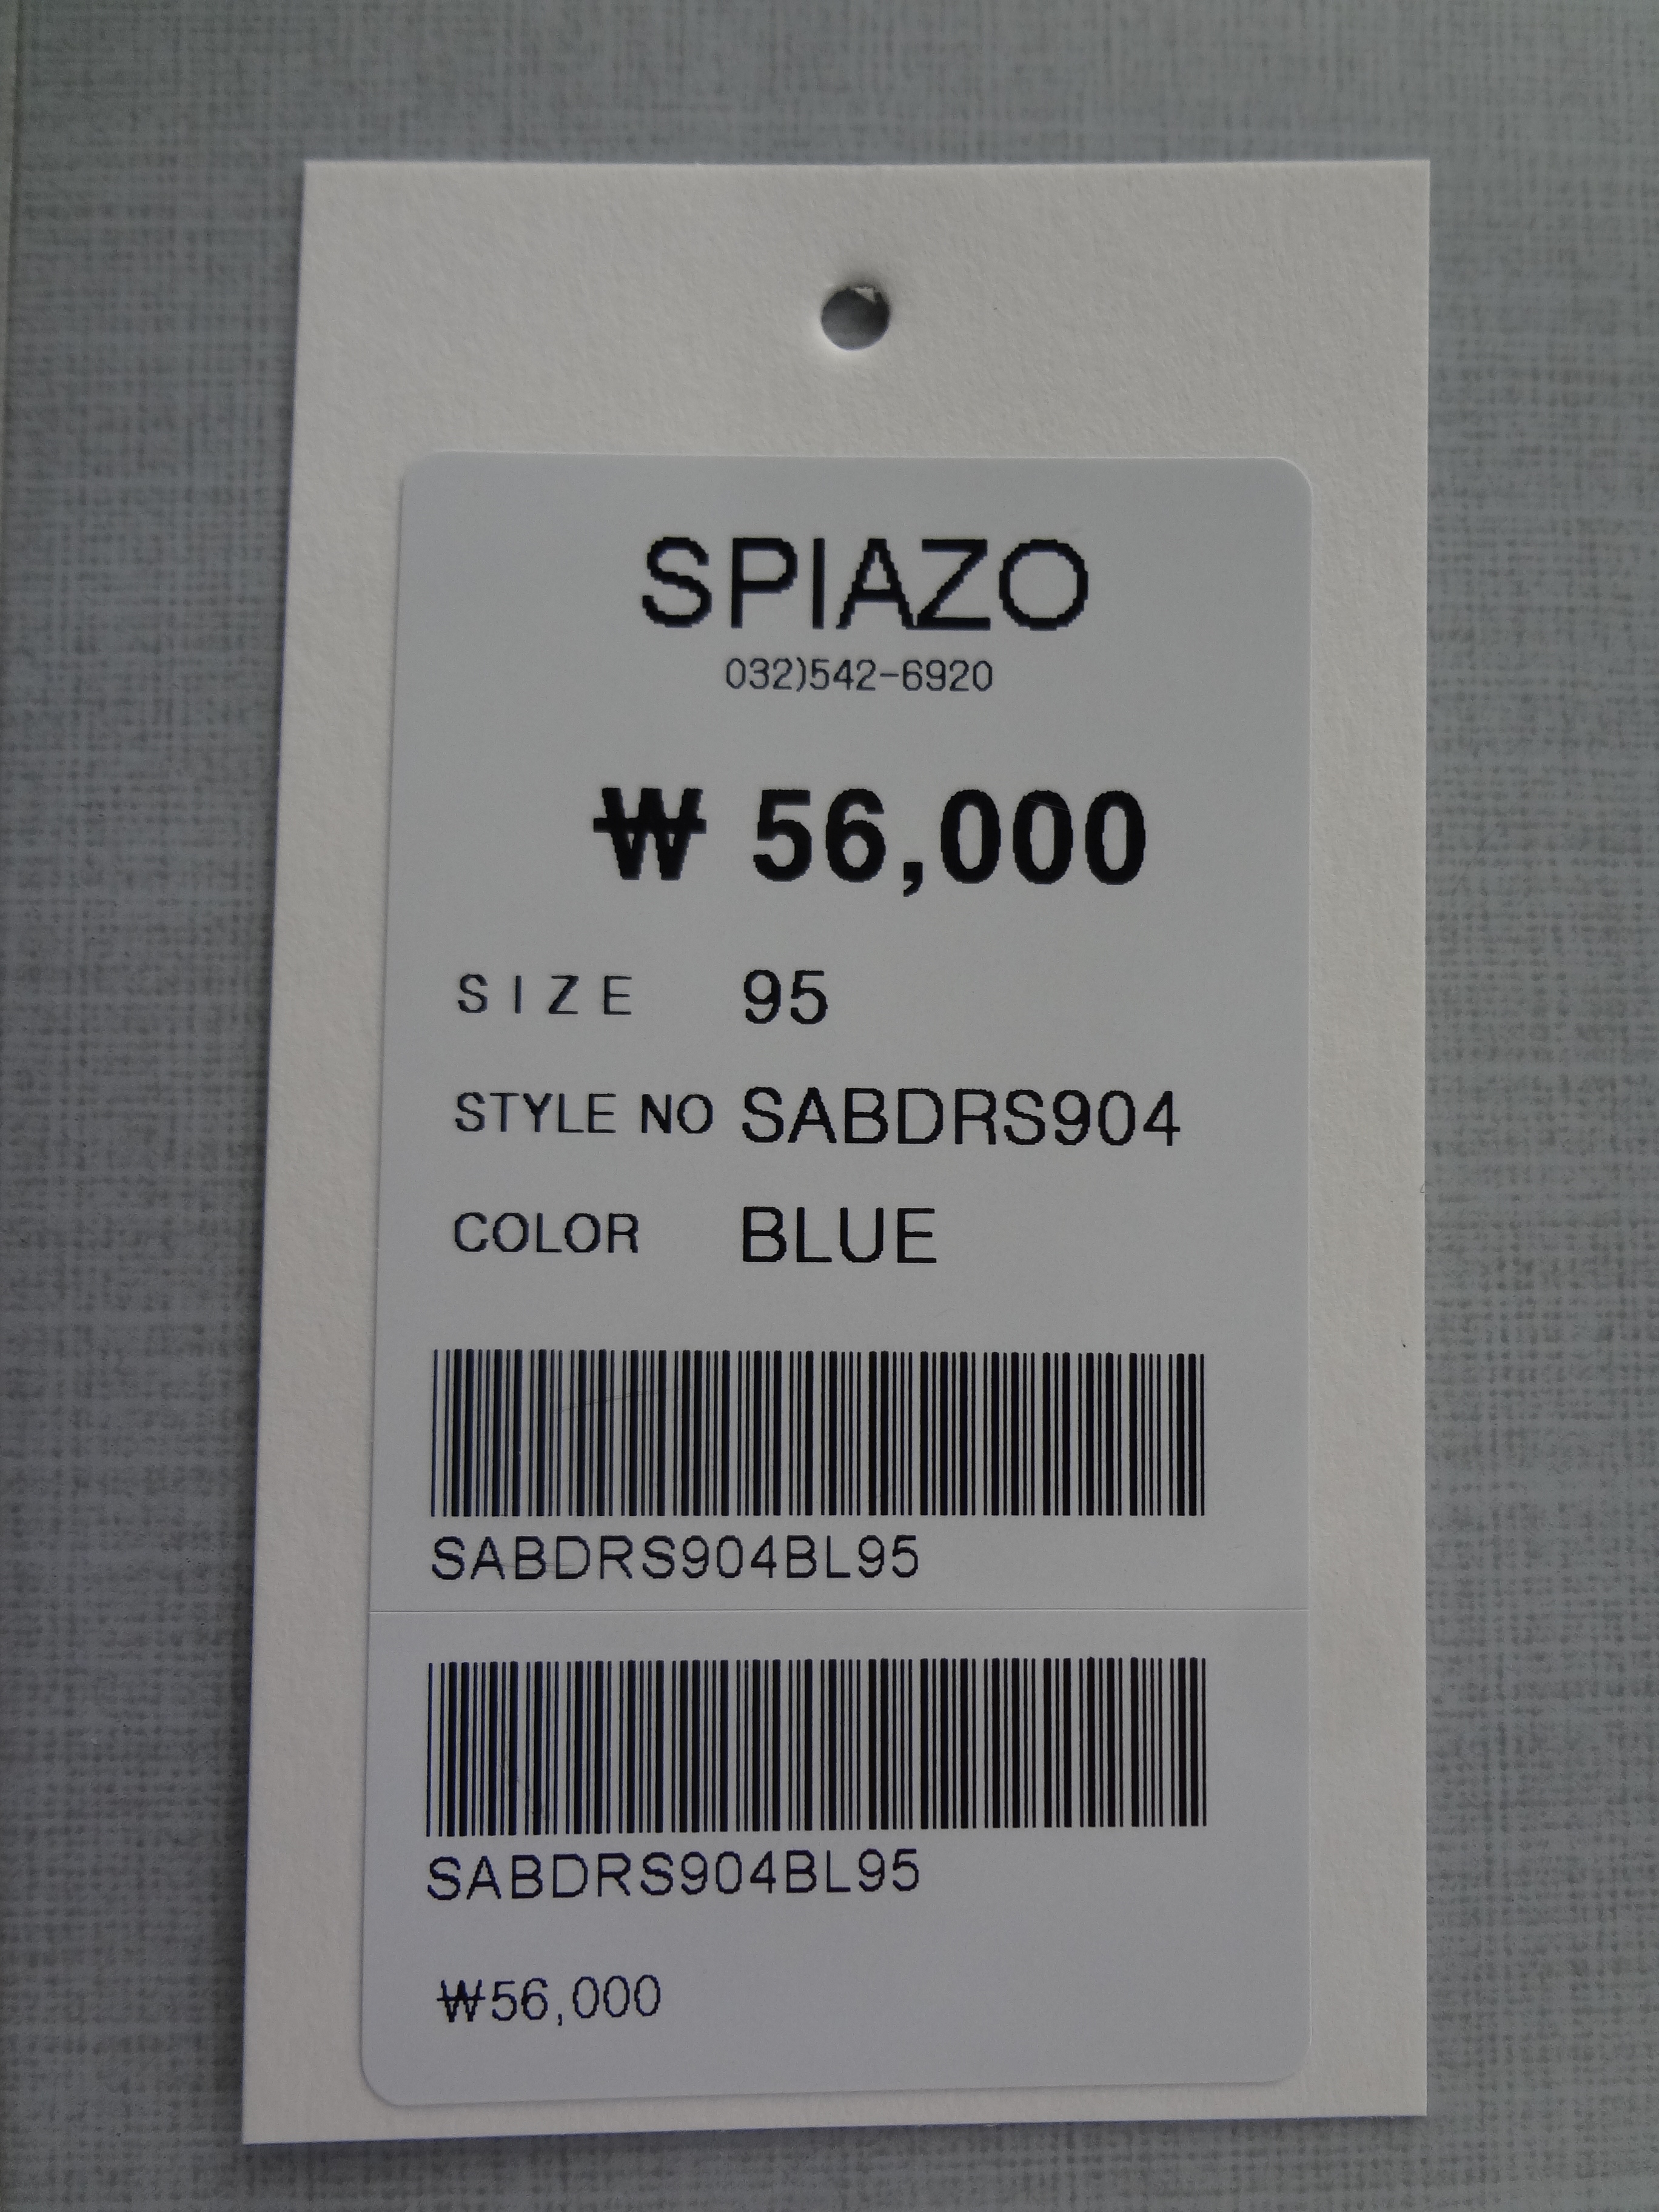 SPIAZO
032)542-6920
₩ 56,000
SIZE 95
STYLE NO SABDRS904
COLOR BLUE
SABDRS904BL95
SABDRS904BL95
₩56,000